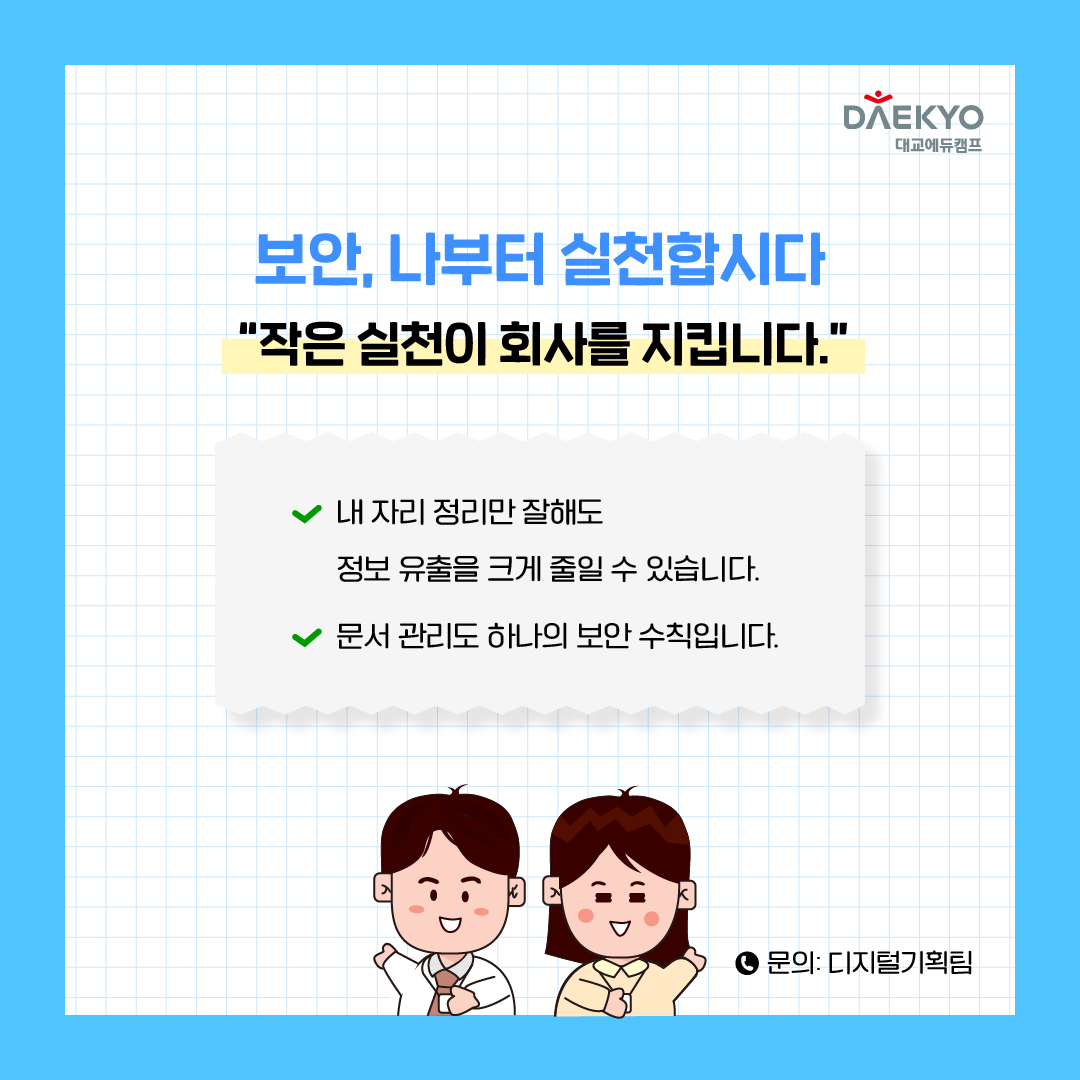 DAEKYO
대교에듀캠프
보안, 나부터 실천합시다
"작은 실천이 회사를 지킵니다."
내 자리 정리만 잘해도
정보 유출을 크게 줄일 수 있습니다.
문서 관리도 하나의 보안 수칙입니다.
문의: 디지털기획팀